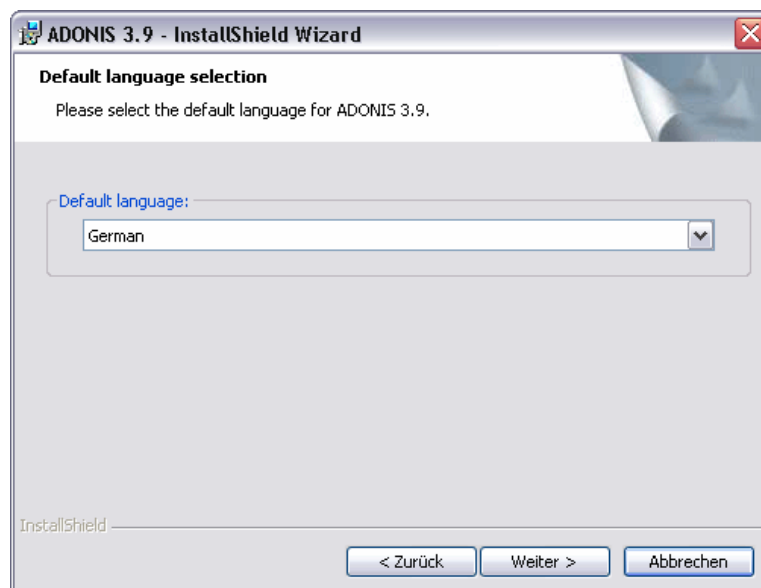 ADONIS 3.9 - InstallShield Wizard
Default language selection
Please select the default language for ADONIS 3.9.
Default language:
German
InstallShield
< Zurück
Weiter >
Abbrechen